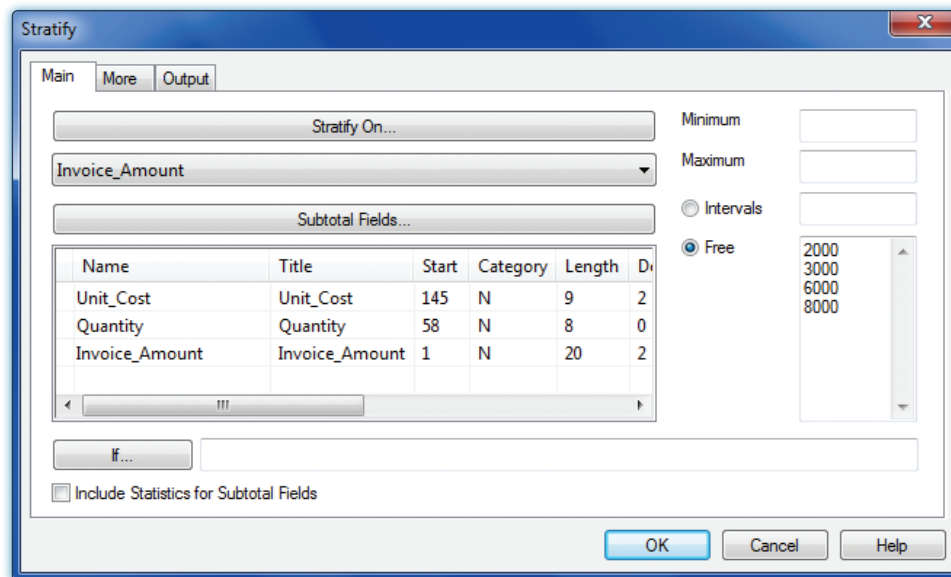 Stratify
Main More Output
Stratify On...
Invoice_Amount
Subtotal Fields...
Name Title Start Category Length De
Unit_Cost Unit_Cost 145 N 9 2
Quantity Quantity 58 N 8 0
Invoice_Amount Invoice_Amount 1 N 20 2
If...
Include Statistics for Subtotal Fields
Minimum
Maximum
Intervals
Free
2000
3000
6000
8000
OK Cancel Help